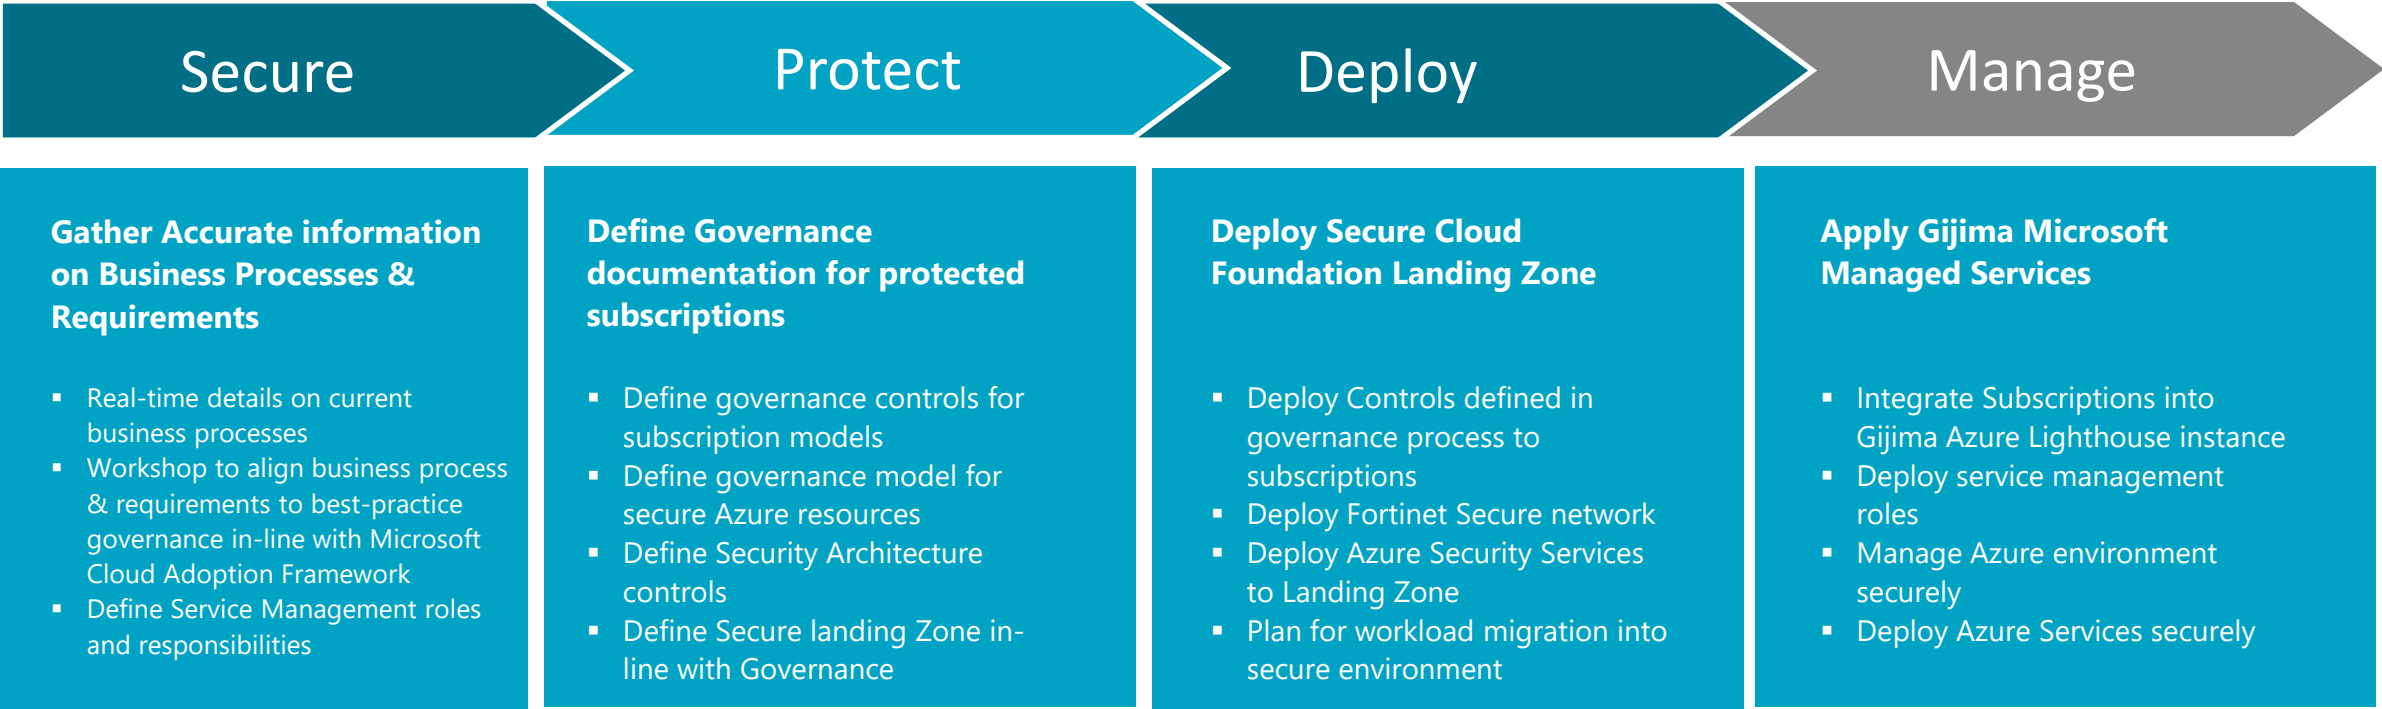 Secure
Protect
Deploy
Manage
Gather Accurate information
on Business Processes &
Requirements
▪ Real-time details on current
business processes
▪ Workshop to align business process
& requirements to best-practice
governance in-line with Microsoft
Cloud Adoption Framework
▪ Define Service Management roles
and responsibilities
Define Governance
documentation for protected
subscriptions
▪ Define governance controls for
subscription models
▪ Define governance model for
secure Azure resources
▪ Define Security Architecture
controls
▪ Define Secure landing Zone in-
line with Governance
Deploy Secure Cloud
Foundation Landing Zone
▪ Deploy Controls defined in
governance process to
subscriptions
▪ Deploy Fortinet Secure network
▪ Deploy Azure Security Services
to Landing Zone
▪ Plan for workload migration into
secure environment
Apply Gijima Microsoft
Managed Services
▪ Integrate Subscriptions into
Gijima Azure Lighthouse instance
▪ Deploy service management
roles
▪ Manage Azure environment
securely
▪ Deploy Azure Services securely